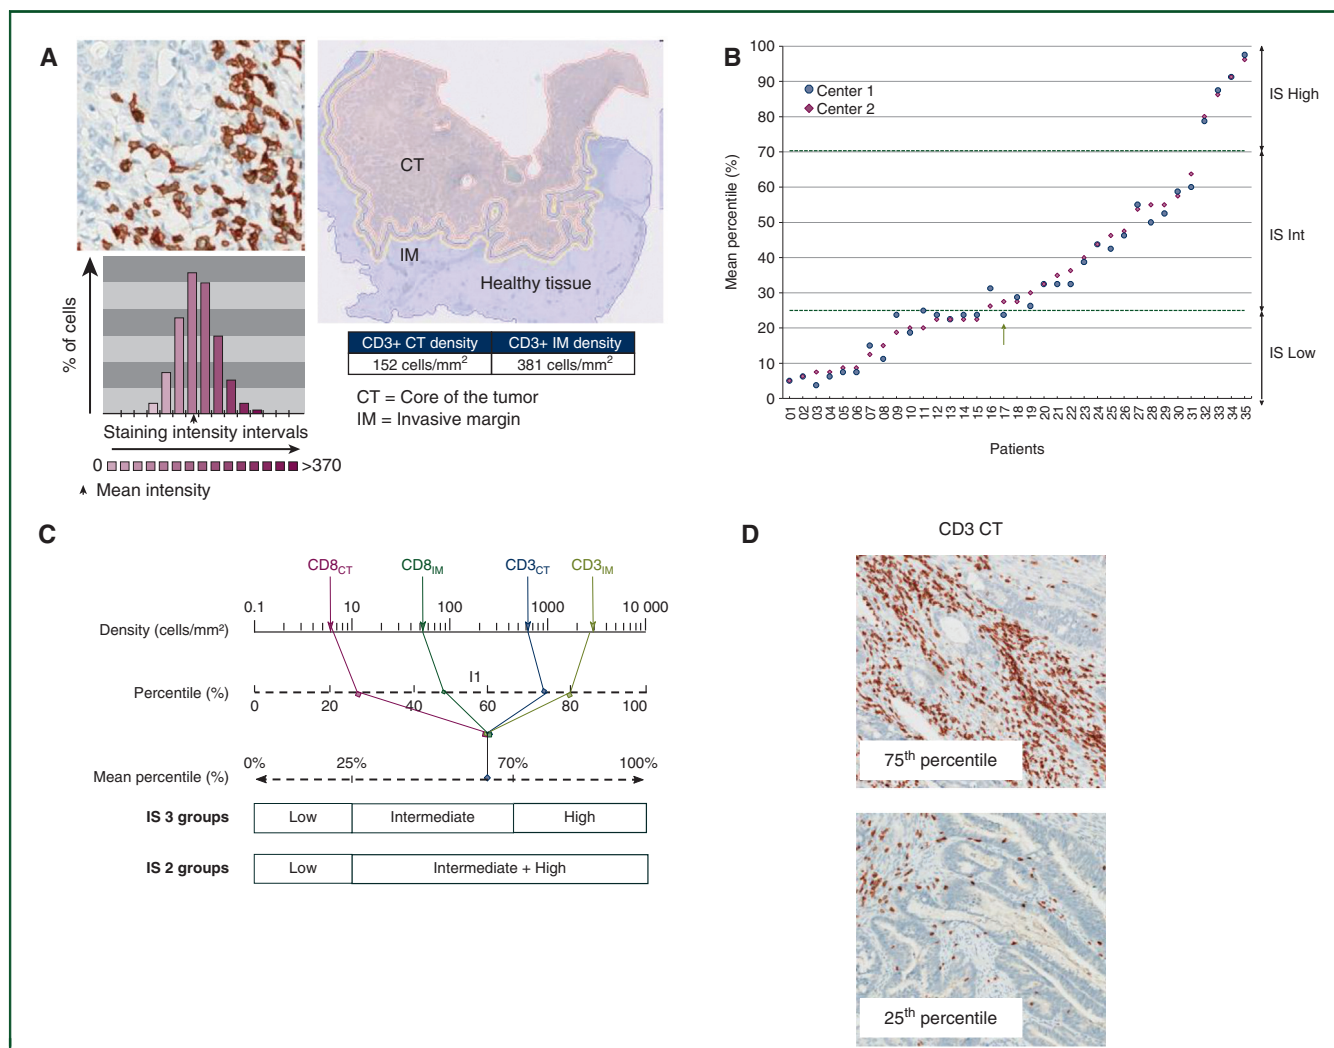 A
CT
IM
Healthy tissue
% of cells
Staining intensity intervals
0 >370
Mean intensity
CD3+ CT density CD3+ IM density
152 cells/mm² 381 cells/mm²
CT = Core of the tumor
IM = Invasive margin
B
Mean percentile (%)
100
90
80
70
60
50
40
30
20
10
0
Center 1
Center 2
IS High
IS Int
IS Low
01 02 03 04 05 06 07 08 09 10 11 12 13 14 15 16 17 18 19 20 21 22 23 24 25 26 27 28 29 30 31 32 33 34 35
Patients
C
CD8CT CD8IM CD3CT CD3IM
0.1 10 100 1000 10 000
Density (cells/mm²)
I1
Percentile (%)
0 20 40 60 80 100
0% 25% 70% 100%
Mean percentile (%)
IS 3 groups Low Intermediate High
IS 2 groups Low Intermediate + High
D
CD3 CT
75th percentile
25th percentile